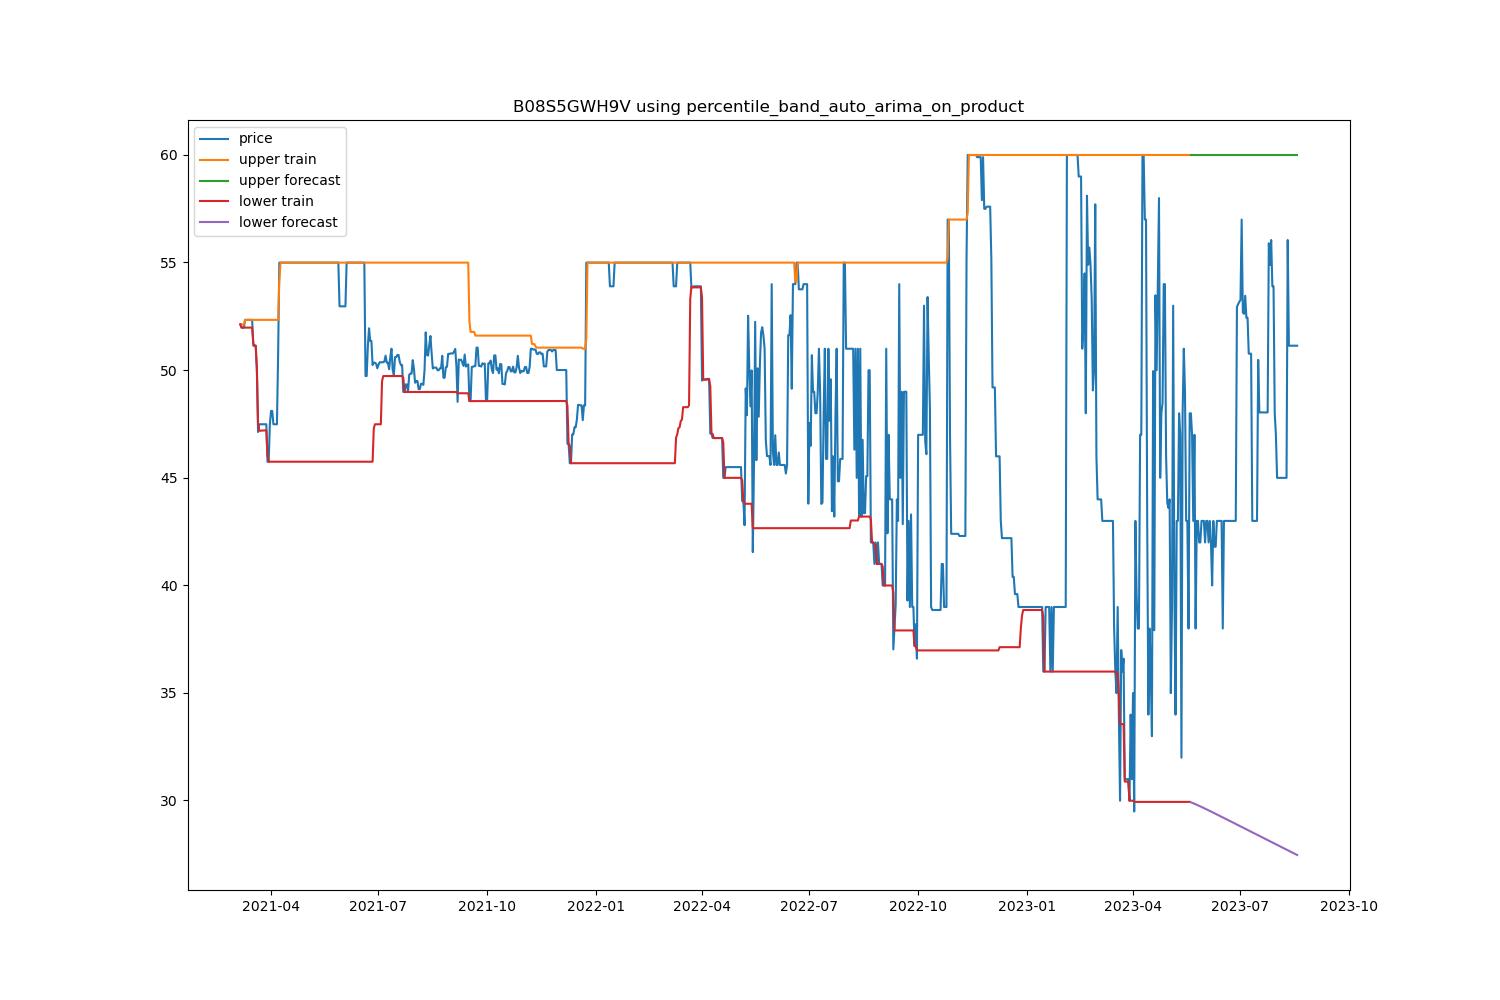 B08S5GWH9V using percentile_band_auto_arima_on_product
price
upper train
upper forecast
lower train
lower forecast
60
55
50
45
40
35
30
2021-04 2021-07 2021-10 2022-01 2022-04 2022-07 2022-10 2023-01 2023-04 2023-07 2023-10